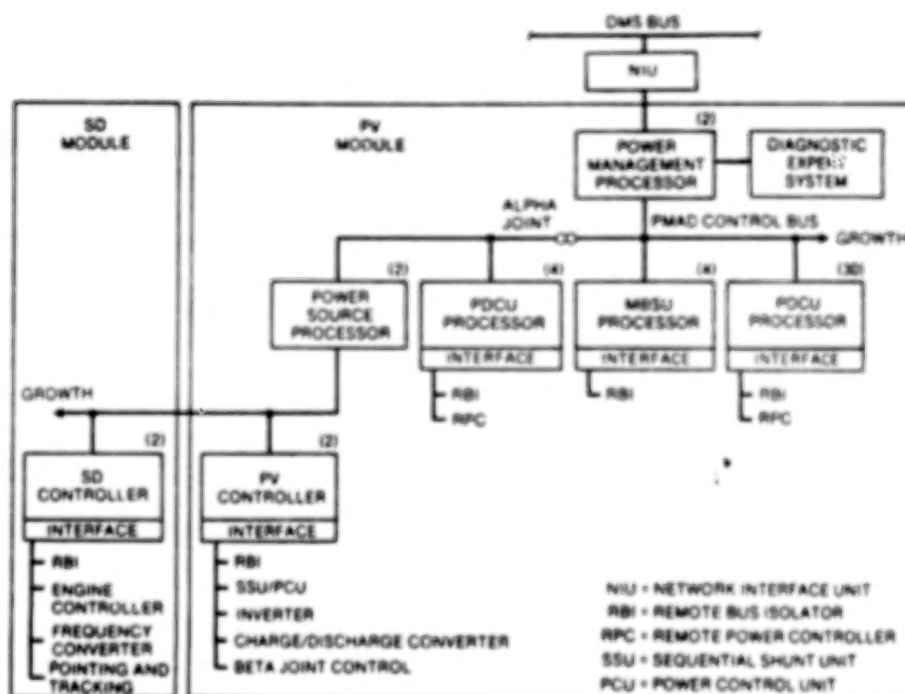 DMS BUS
NIU
SD
MODULE
PV
MODULE
(2)
POWER
MANAGEMENT
PROCESSOR
DIAGNOSTIC
EXPERT
SYSTEM
ALPHA
JOINT
PMAD CONTROL BUS
GROWTH
(2)
POWER
SOURCE
PROCESSOR
(4)
PDCU
PROCESSOR
INTERFACE
RBI
RPC
(4)
MBSU
PROCESSOR
INTERFACE
RBI
(30)
PDCU
PROCESSOR
INTERFACE
RBI
RPC
GROWTH
(2)
SD
CONTROLLER
INTERFACE
RBI
ENGINE
CONTROLLER
FREQUENCY
CONVERTER
POINTING AND
TRACKING
(2)
PV
CONTROLLER
INTERFACE
RBI
SSU/PCU
INVERTER
CHARGE/DISCHARGE CONVERTER
BETA JOINT CONTROL
NIU = NETWORK INTERFACE UNIT
RBI = REMOTE BUS ISOLATOR
RPC = REMOTE POWER CONTROLLER
SSU = SEQUENTIAL SHUNT UNIT
PCU = POWER CONTROL UNIT